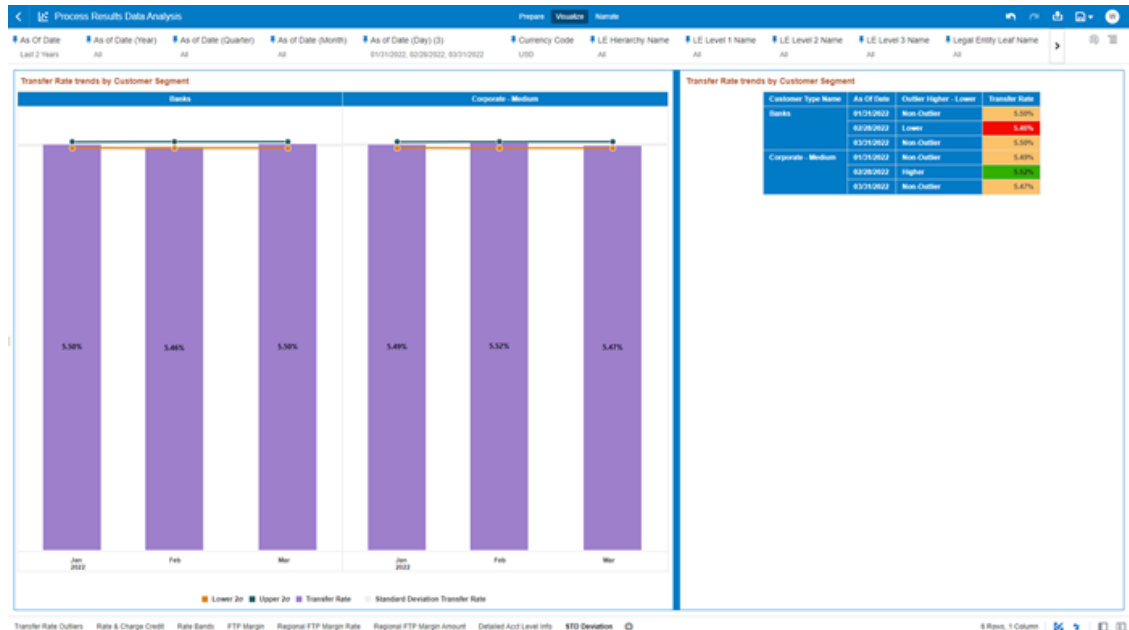 Process Results Data Analysis
Prepare Visualize Narrate
As Of Date
Last 2 Years
As of Date (Year)
All
As of Date (Quarter)
All
As of Date (Month)
All
As of Date (Day) (3)
01/31/2022, 02/28/2022, 03/31/2022
Currency Code
USD
LE Hierarchy Name
All
LE Level 1 Name
All
LE Level 2 Name
All
LE Level 3 Name
All
Legal Entity Leaf Name
All
Transfer Rate trends by Customer Segment
Banks Corporate - Medium
5.50% 5.46% 5.50% 5.49% 5.52% 5.47%
Jan Feb Mar Jan Feb Mar
2022 2022
Lower 2σ Upper 2σ Transfer Rate Standard Deviation Transfer Rate
Transfer Rate trends by Customer Segment
Customer Type Name As Of Date Outlier Higher - Lower Transfer Rate
Banks 01/31/2022 Non-Outlier 5.50%
02/28/2022 Lower 5.46%
03/31/2022 Non-Outlier 5.50%
Corporate - Medium 01/31/2022 Non-Outlier 5.49%
02/28/2022 Higher 5.52%
03/31/2022 Non-Outlier 5.47%
Transfer Rate Outliers Rate & Charge Credit Rate Bands FTP Margin Regional FTP Margin Rate Regional FTP Margin Amount Detailed Acct Level Info STD Deviation
6 Rows, 1 Column